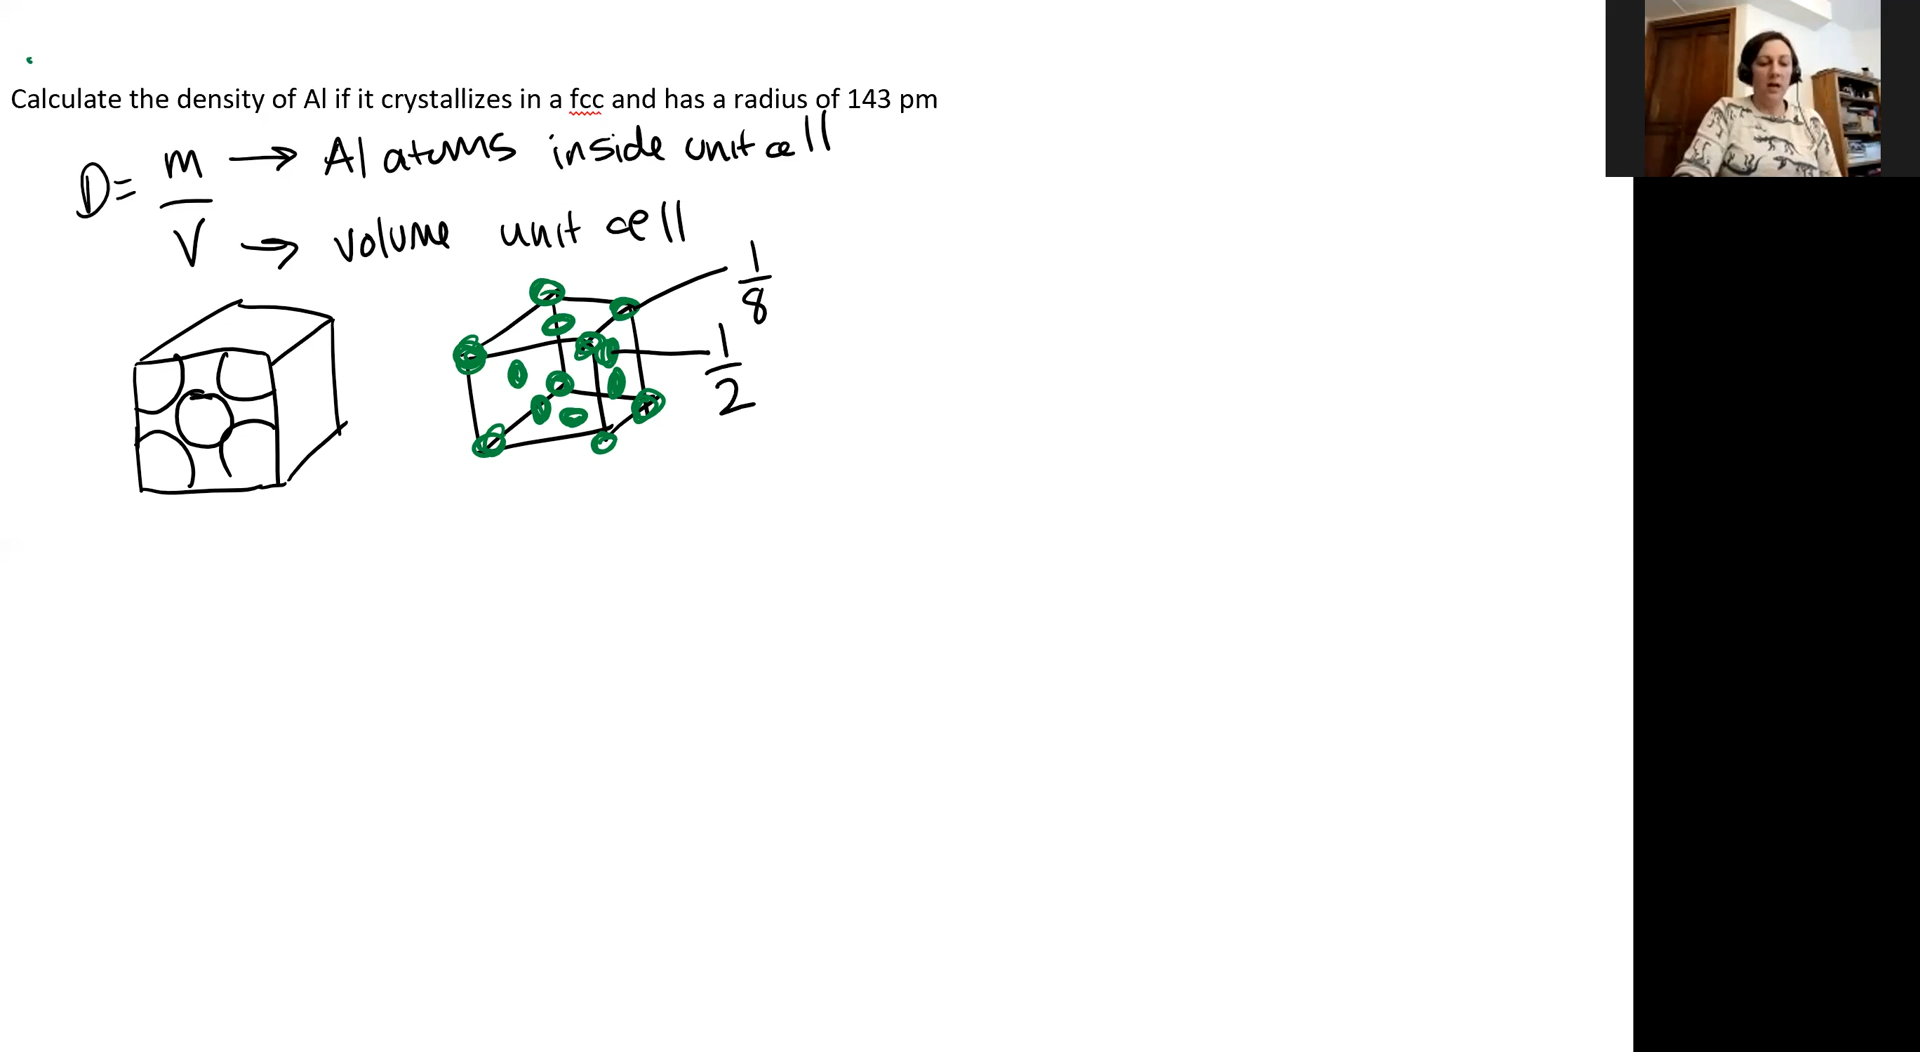 Calculate the density of Al if it crystallizes in a fcc and has a radius of 143 pm
D= m → Al atoms inside unit cell
V → volume unit cell
1
8
1
2